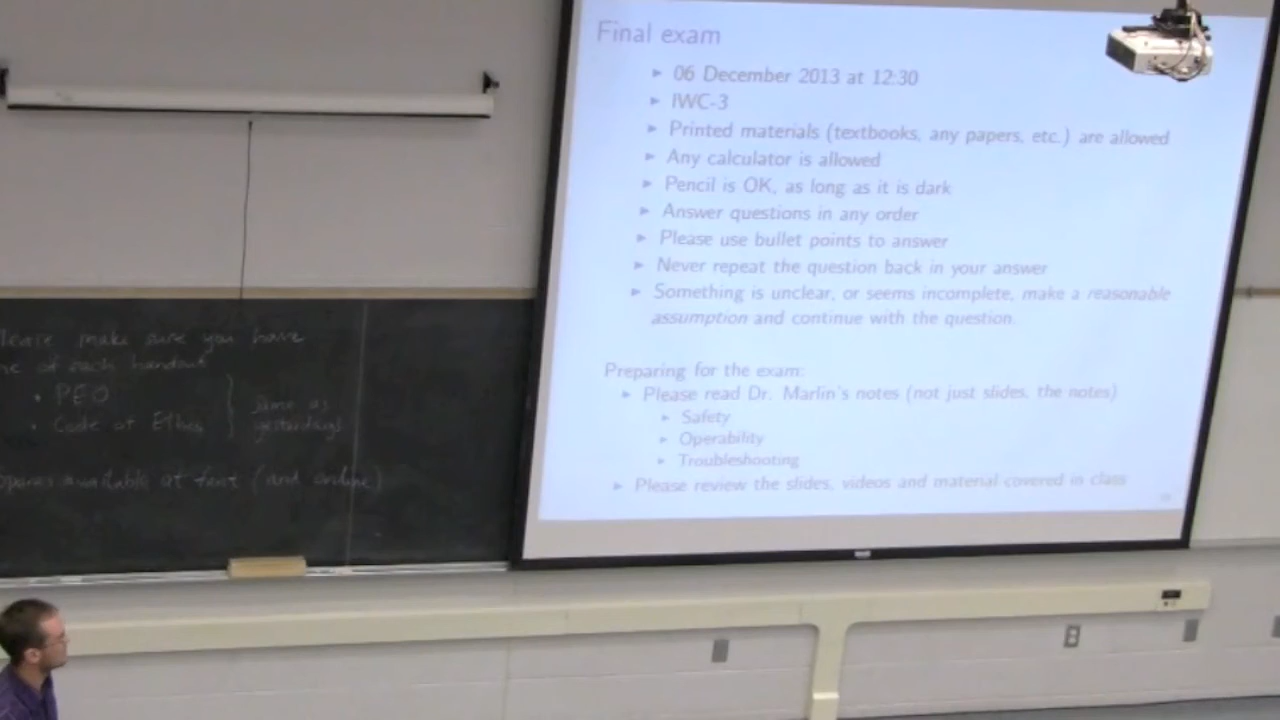 Final exam
▶ 06 December 2013 at 12:30
▶ IWC-3
▶ Printed materials (textbooks, any papers, etc.) are allowed
▶ Any calculator is allowed
▶ Pencil is OK, as long as it is dark
▶ Answer questions in any order
▶ Please use bullet points to answer
▶ Never repeat the question back in your answer
▶ Something is unclear, or seems incomplete, make a reasonable
assumption and continue with the question.
Preparing for the exam:
▶ Please read Dr. Marlin's notes (not just slides, the notes)
▶ Safety
▶ Operability
▶ Troubleshooting
▶ Please review the slides, videos and material covered in class
please make sure you have
of each handout
• PEO
• Code of Ethics
same as
yesterdays
available at front (and online)